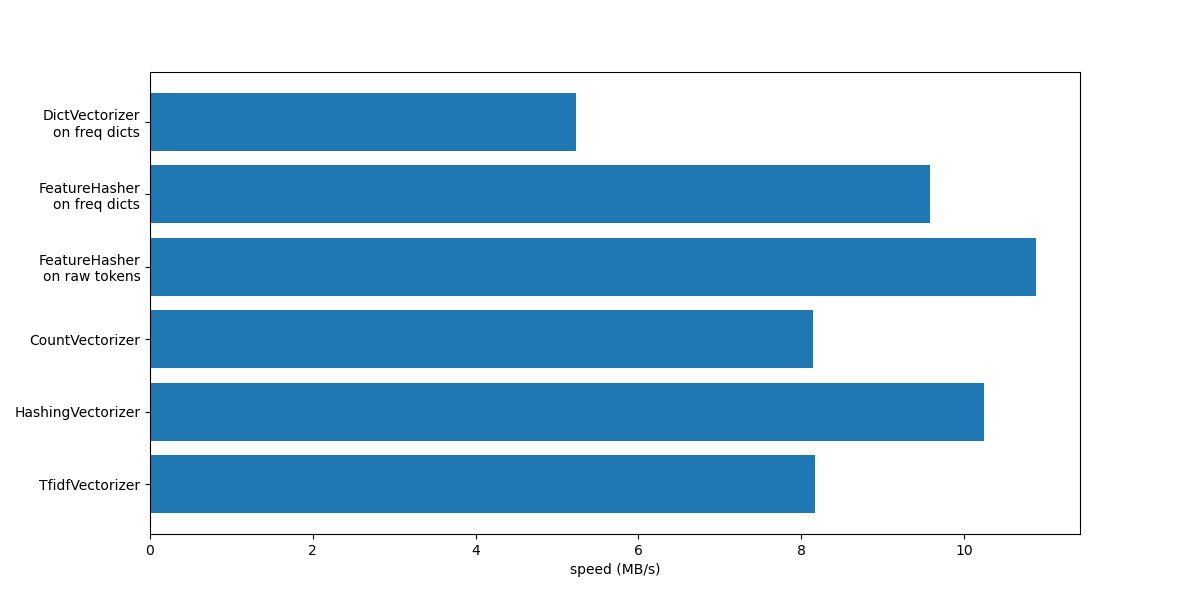 DictVectorizer
on freq dicts
FeatureHasher
on freq dicts
FeatureHasher
on raw tokens
CountVectorizer
HashingVectorizer
TfidfVectorizer
0 2 4 6 8 10
speed (MB/s)